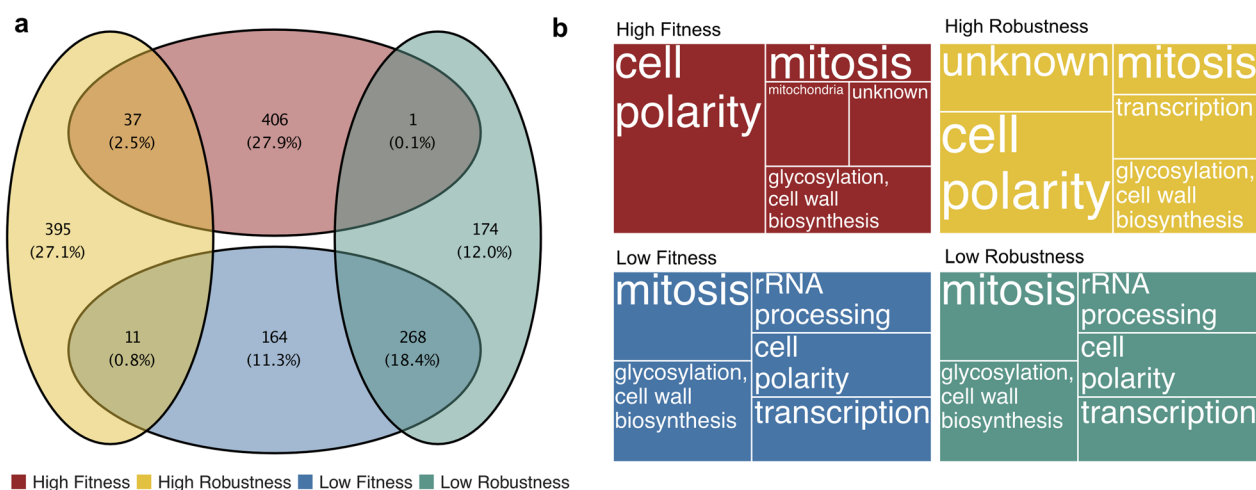 a
37
(2.5%)
406
(27.9%)
1
(0.1%)
395
(27.1%)
174
(12.0%)
11
(0.8%)
164
(11.3%)
268
(18.4%)
High Fitness High Robustness Low Fitness Low Robustness
b
High Fitness
cell
polarity
mitosis
mitochondria
unknown
glycosylation,
cell wall
biosynthesis
High Robustness
unknown
cell
polarity
mitosis
transcription
glycosylation,
cell wall
biosynthesis
Low Fitness
mitosis
glycosylation,
cell wall
biosynthesis
rRNA
processing
cell
polarity
transcription
Low Robustness
mitosis
glycosylation,
cell wall
biosynthesis
rRNA
processing
cell
polarity
transcription